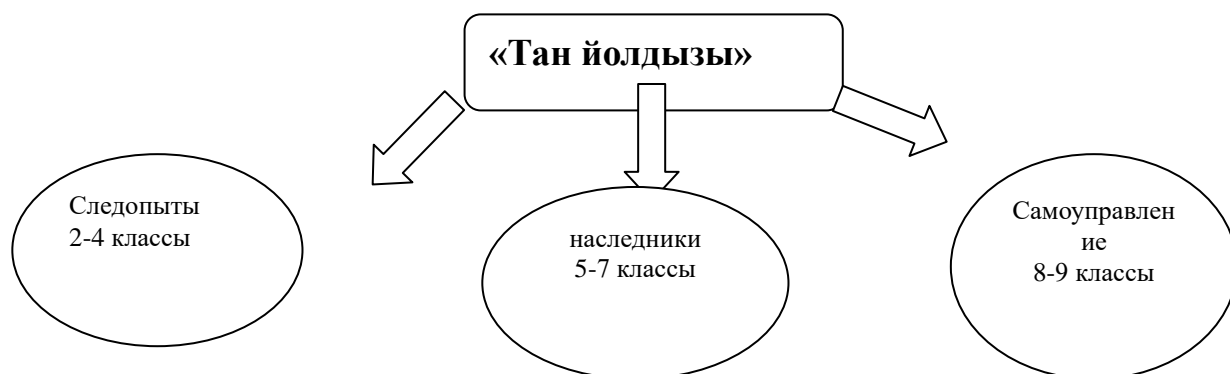 «Тан йолдызы»
Следопыты
2-4 классы
наследники
5-7 классы
Самоуправлен
ие
8-9 классы